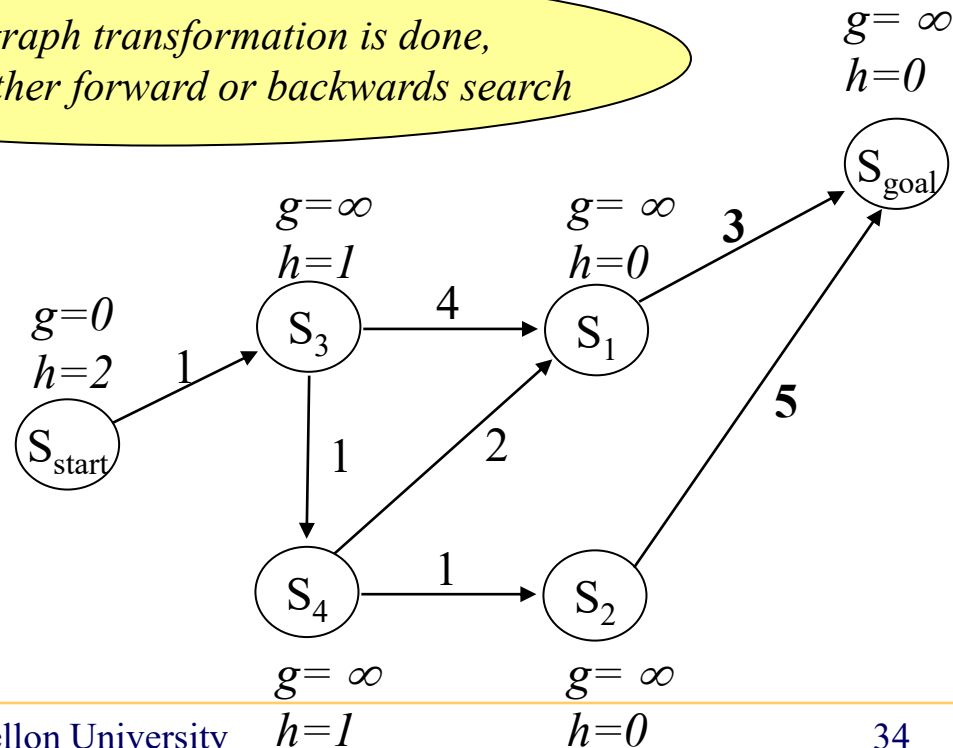 raph transformation is done,
ther forward or backwards search
g= ∞
h=0
S_goal
g=∞
h=1
g= ∞
h=0
3
g=0
h=2
1
S_3
4
S_1
S_start
5
1
2
S_4
1
S_2
g= ∞
h=1
g= ∞
h=0
ellon University
34